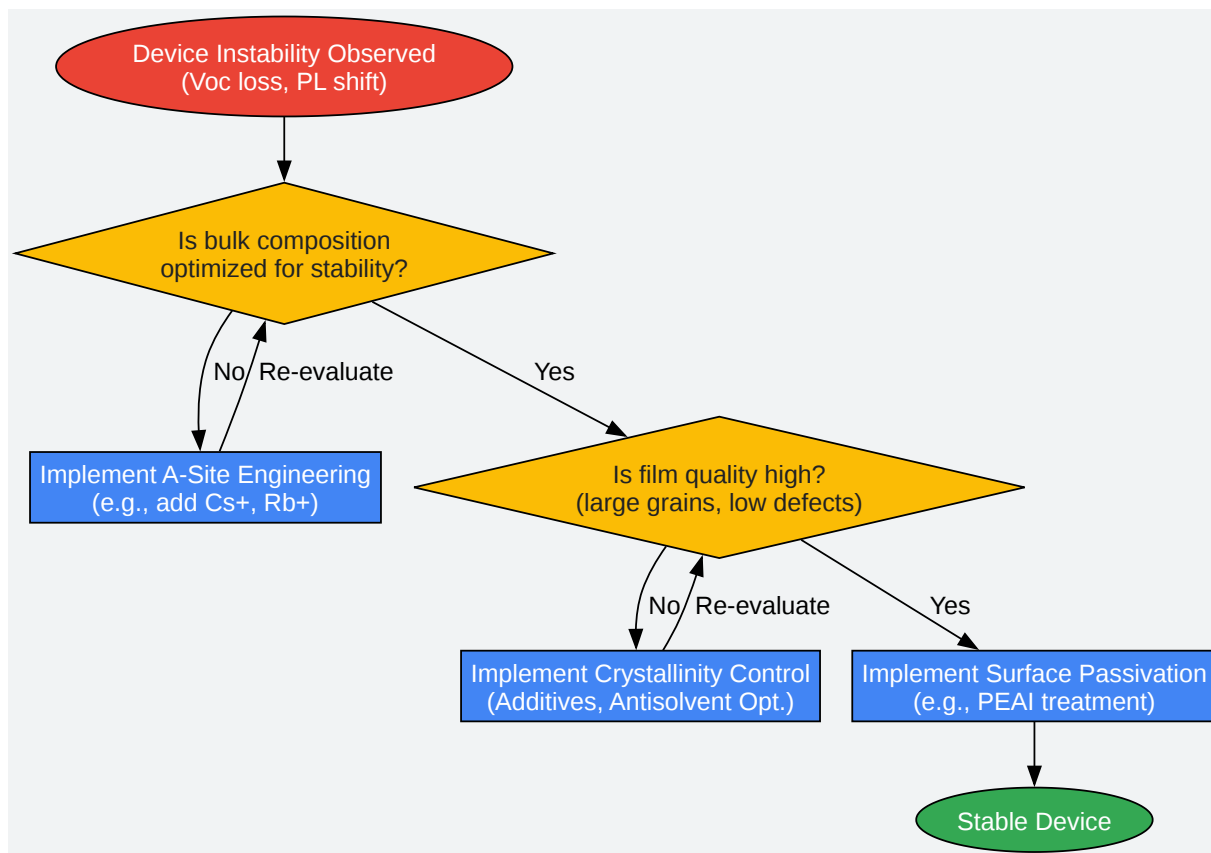 Device Instability Observed
(Voc loss, PL shift)
Is bulk composition
optimized for stability?
No
Re-evaluate
Yes
Implement A-Site Engineering
(e.g., add Cs+, Rb+)
Is film quality high?
(large grains, low defects)
No
Re-evaluate
Yes
Implement Crystallinity Control
(Additives, Antisolvent Opt.)
Implement Surface Passivation
(e.g., PEAI treatment)
Stable Device